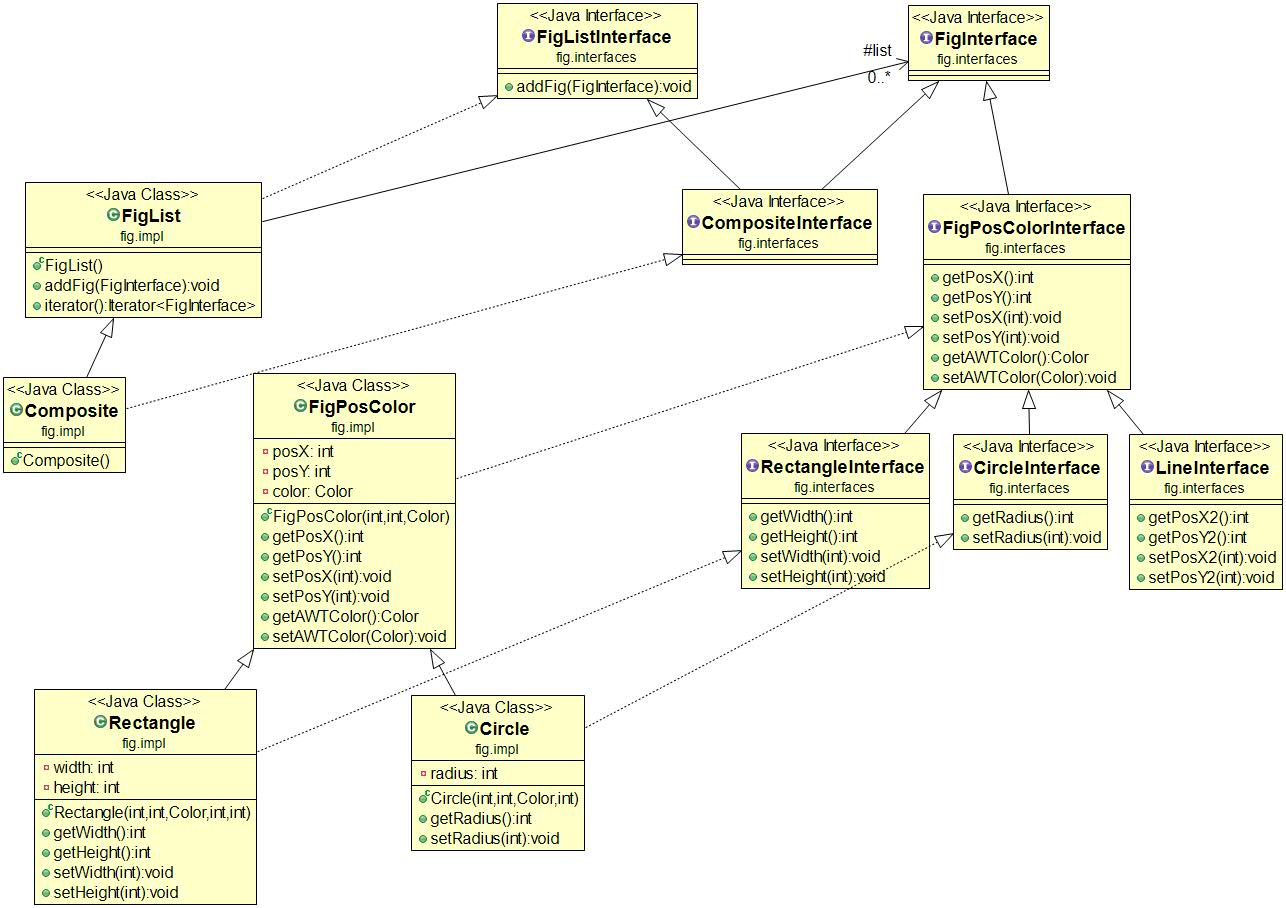 <<Java Interface>>
FigListInterface
fig.interfaces
addFig(FigInterface):void
<<Java Interface>>
FigInterface
fig.interfaces
#list
0..*
<<Java Class>>
FigList
fig.impl
FigList()
addFig(FigInterface):void
iterator():Iterator<FigInterface>
<<Java Interface>>
CompositeInterface
fig.interfaces
<<Java Interface>>
FigPosColorInterface
fig.interfaces
getPosX():int
getPosY():int
setPosX(int):void
setPosY(int):void
getAWTColor():Color
setAWTColor(Color):void
<<Java Class>>
Composite
fig.impl
Composite()
<<Java Class>>
FigPosColor
fig.impl
posX: int
posY: int
color: Color
FigPosColor(int,int,Color)
getPosX():int
getPosY():int
setPosX(int):void
setPosY(int):void
getAWTColor():Color
setAWTColor(Color):void
<<Java Interface>>
RectangleInterface
fig.interfaces
getWidth():int
getHeight():int
setWidth(int):void
setHeight(int):void
<<Java Interface>>
CircleInterface
fig.interfaces
getRadius():int
setRadius(int):void
<<Java Interface>>
LineInterface
fig.interfaces
getPosX2():int
getPosY2():int
setPosX2(int):void
setPosY2(int):void
<<Java Class>>
Rectangle
fig.impl
width: int
height: int
Rectangle(int,int,Color,int,int)
getWidth():int
getHeight():int
setWidth(int):void
setHeight(int):void
<<Java Class>>
Circle
fig.impl
radius: int
Circle(int,int,Color,int)
getRadius():int
setRadius(int):void